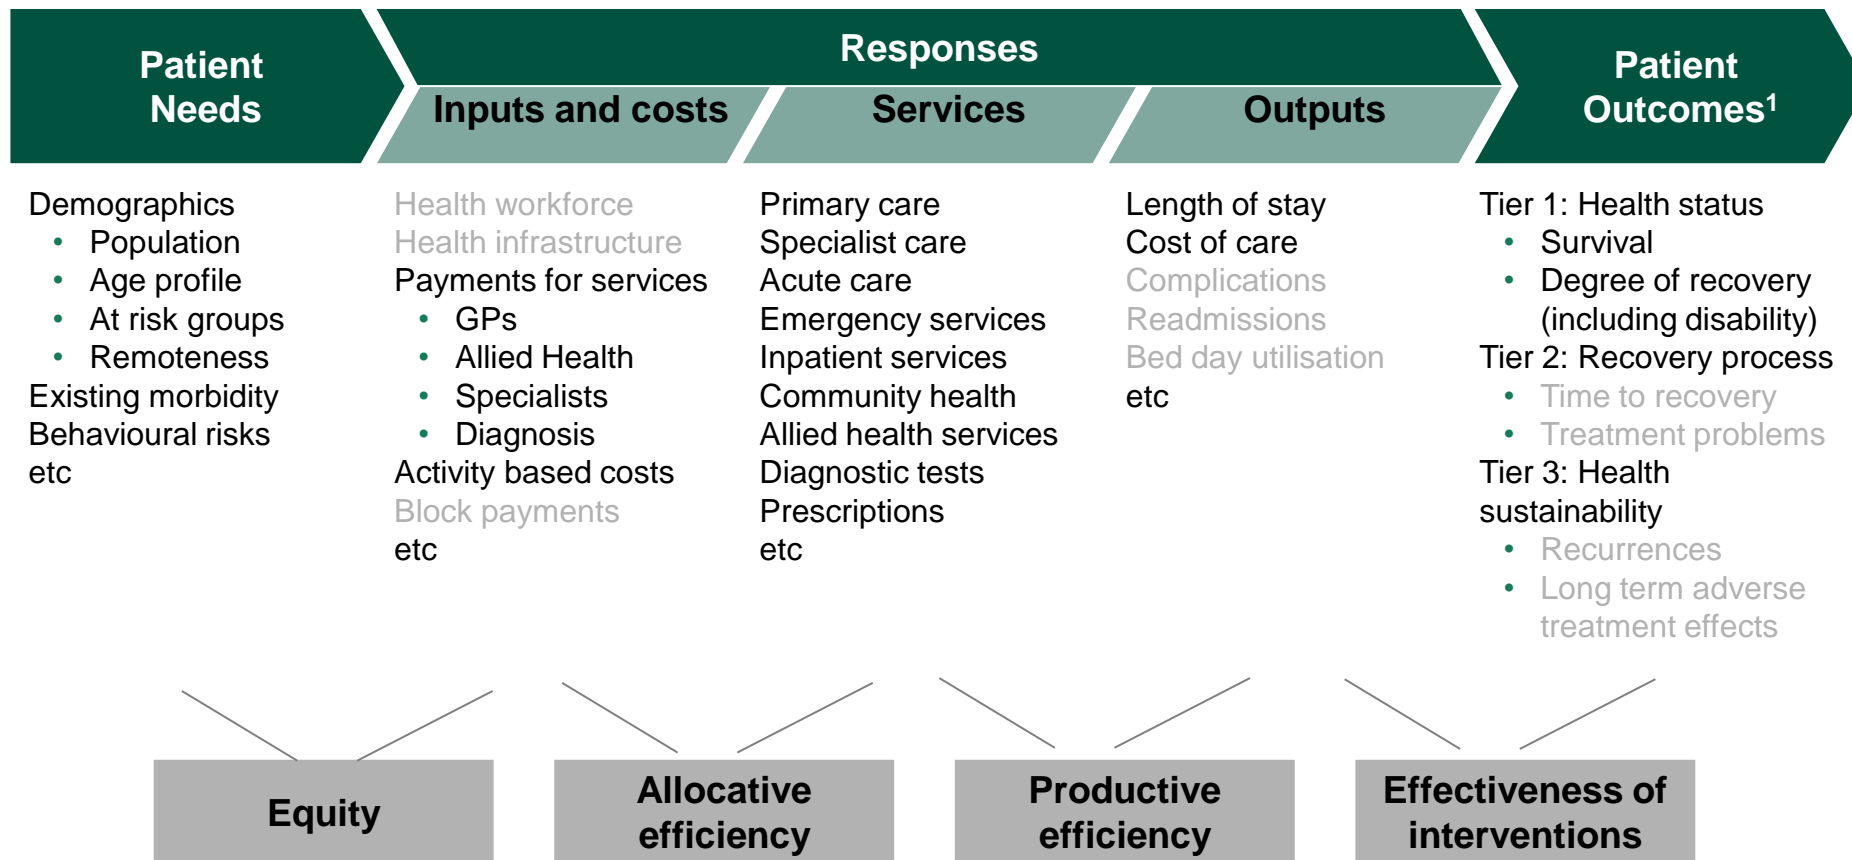 Patient
Needs
Responses
Inputs and costs
Services
Outputs
Patient
Outcomes¹
Demographics
• Population
• Age profile
• At risk groups
• Remoteness
Existing morbidity
Behavioural risks
etc
Health workforce
Health infrastructure
Payments for services
• GPs
• Allied Health
• Specialists
• Diagnosis
Activity based costs
Block payments
etc
Primary care
Specialist care
Acute care
Emergency services
Inpatient services
Community health
Allied health services
Diagnostic tests
Prescriptions
etc
Length of stay
Cost of care
Complications
Readmissions
Bed day utilisation
etc
Tier 1: Health status
• Survival
• Degree of recovery
(including disability)
Tier 2: Recovery process
• Time to recovery
• Treatment problems
Tier 3: Health
sustainability
• Recurrences
• Long term adverse
treatment effects
Equity
Allocative
efficiency
Productive
efficiency
Effectiveness of
interventions